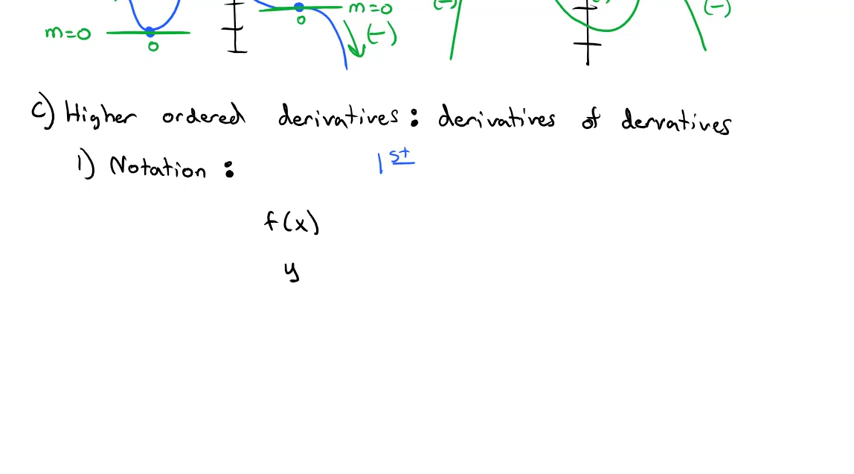 (-)
m=0
(-)
m=0
0
(-)
0
c) Higher ordered derivatives: derivatives of dervatives
1) Notation: 1st
f(x)
y